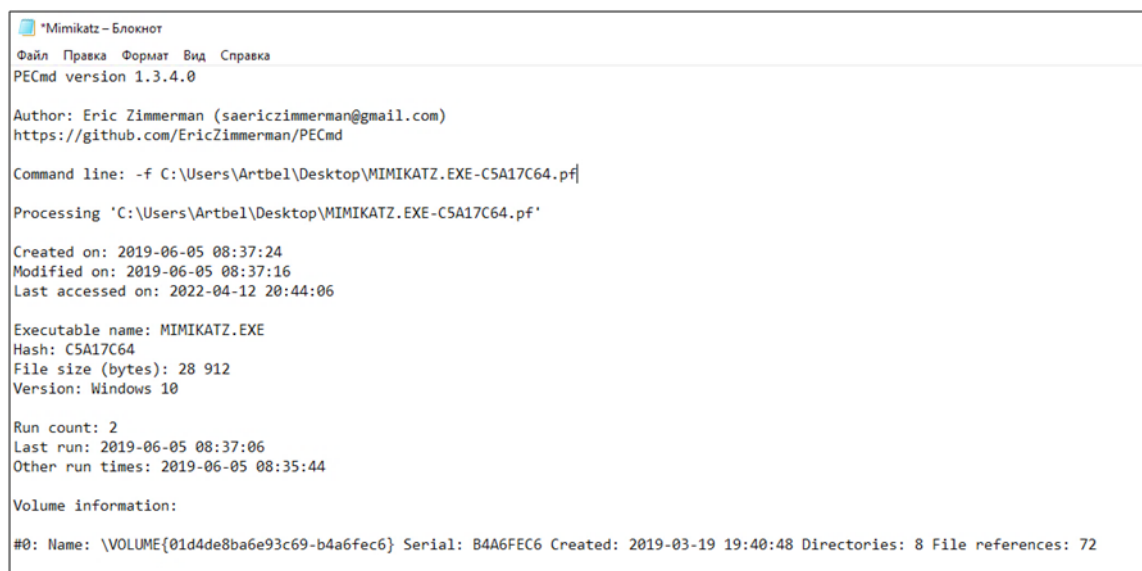 *Mimikatz – Блокнот
Файл Правка Формат Вид Справка
PECmd version 1.3.4.0
Author: Eric Zimmerman (saericzimmerman@gmail.com)
https://github.com/EricZimmerman/PECmd
Command line: -f C:\Users\Artbel\Desktop\MIMIKATZ.EXE-C5A17C64.pf
Processing 'C:\Users\Artbel\Desktop\MIMIKATZ.EXE-C5A17C64.pf'
Created on: 2019-06-05 08:37:24
Modified on: 2019-06-05 08:37:16
Last accessed on: 2022-04-12 20:44:06
Executable name: MIMIKATZ.EXE
Hash: C5A17C64
File size (bytes): 28 912
Version: Windows 10
Run count: 2
Last run: 2019-06-05 08:37:06
Other run times: 2019-06-05 08:35:44
Volume information:
#0: Name: \VOLUME{01d4de8ba6e93c69-b4a6fec6} Serial: B4A6FEC6 Created: 2019-03-19 19:40:48 Directories: 8 File references: 72